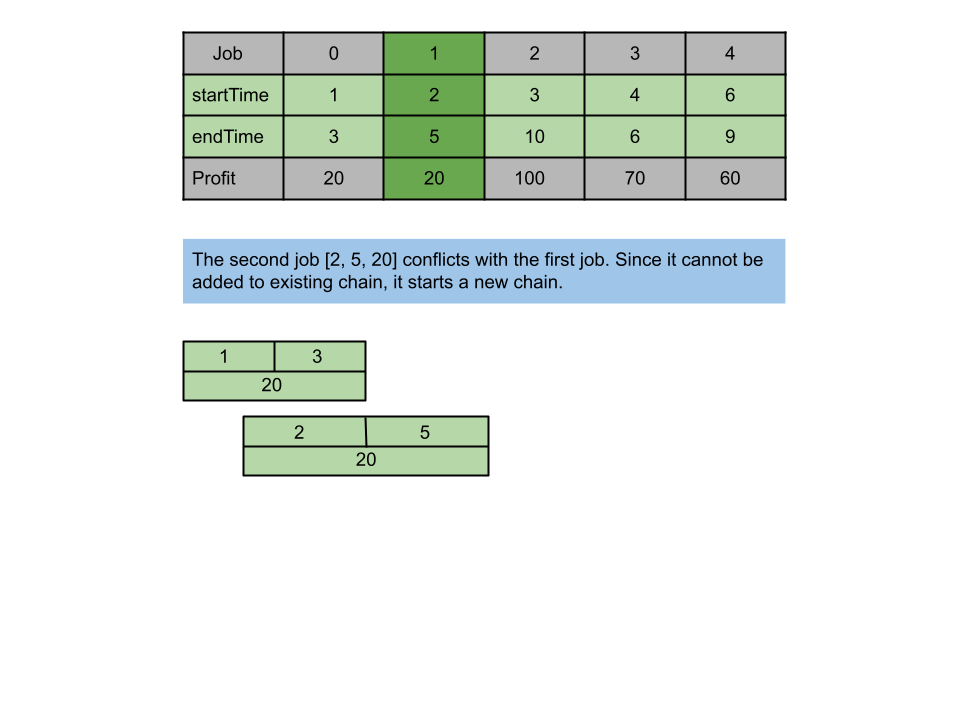 Job 0 1 2 3 4
startTime 1 2 3 4 6
endTime 3 5 10 6 9
Profit 20 20 100 70 60
The second job [2, 5, 20] conflicts with the first job. Since it cannot be
added to existing chain, it starts a new chain.
1 3
20
2 5
20